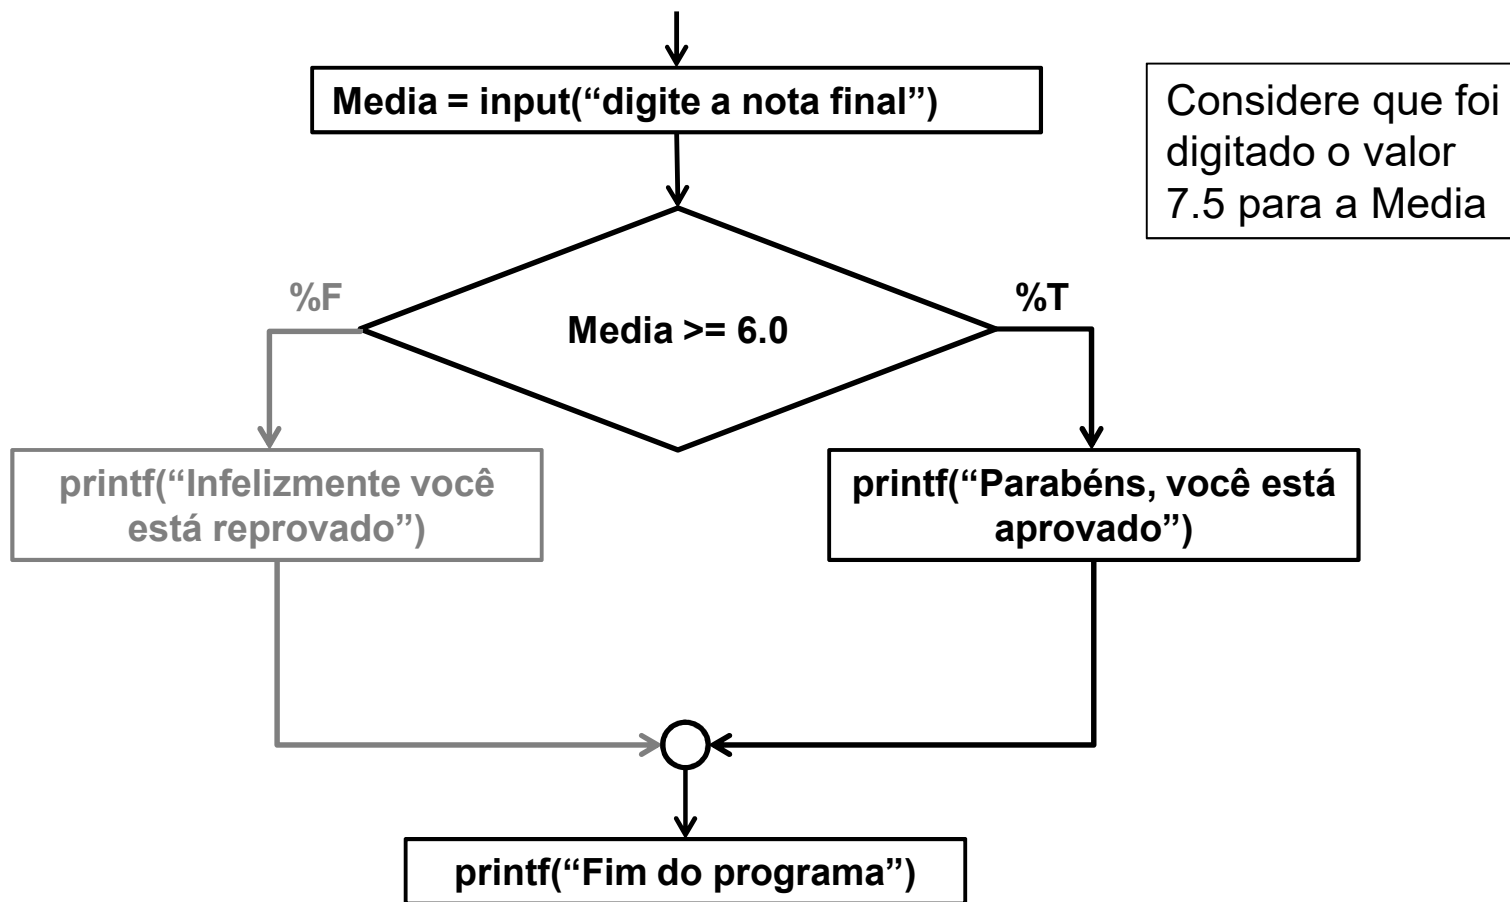 Media = input(“digite a nota final”)
Considere que foi
digitado o valor
7.5 para a Media
%F
%T
Media >= 6.0
printf(“Infelizmente você
está reprovado”)
printf(“Parabéns, você está
aprovado”)
printf(“Fim do programa”)